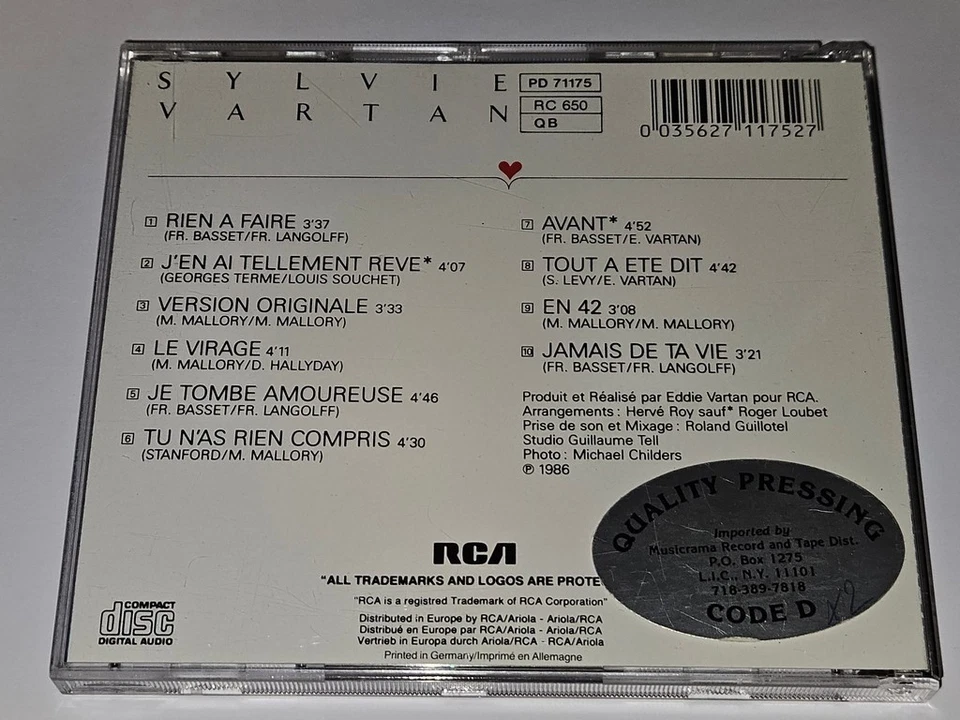 SYLVIE
VARTAN
PD 71175
RC 650
QB
0 035627 117527
1 RIEN A FAIRE 3'37
(FR. BASSET/FR. LANGOLFF)
2 J'EN AI TELLEMENT REVE* 4'07
(GEORGES TERME/LOUIS SOUCHET)
3 VERSION ORIGINALE 3'33
(M. MALLORY/M. MALLORY)
4 LE VIRAGE 4'11
(M. MALLORY/D. HALLYDAY)
5 JE TOMBE AMOUREUSE 4'46
(FR. BASSET/FR. LANGOLFF)
6 TU N'AS RIEN COMPRIS 4'30
(STANFORD/M. MALLORY)
7 AVANT* 4'52
(FR. BASSET/E. VARTAN)
8 TOUT A ETE DIT 4'42
(S. LEVY/E. VARTAN)
9 EN 42 3'08
(M. MALLORY/M. MALLORY)
10 JAMAIS DE TA VIE 3'21
(FR. BASSET/FR. LANGOLFF)
Produit et Réalisé par Eddie Vartan pour RCA.
Arrangements : Hervé Roy sauf* Roger Loubet
Prise de son et Mixage : Roland Guillotel
Studio Guillaume Tell
Photo : Michael Childers
℗ 1986
QUALITY PRESSING
Imported by
Musicrama Record and Tape Dist.
P.O. Box 1275
L.I.C., N.Y. 11101
718-389-7818
CODE D x2
RCA
"ALL TRADEMARKS AND LOGOS ARE PROTE
"RCA is a registred Trademark of RCA Corporation"
Distributed in Europe by RCA/Ariola - Ariola/RCA
Distribué en Europe par RCA/Ariola - Ariola/RCA
Vertrieb in Europa durch Ariola/RCA - RCA/Ariola
Printed in Germany/Imprimé en Allemagne
COMPACT
disc
DIGITAL AUDIO